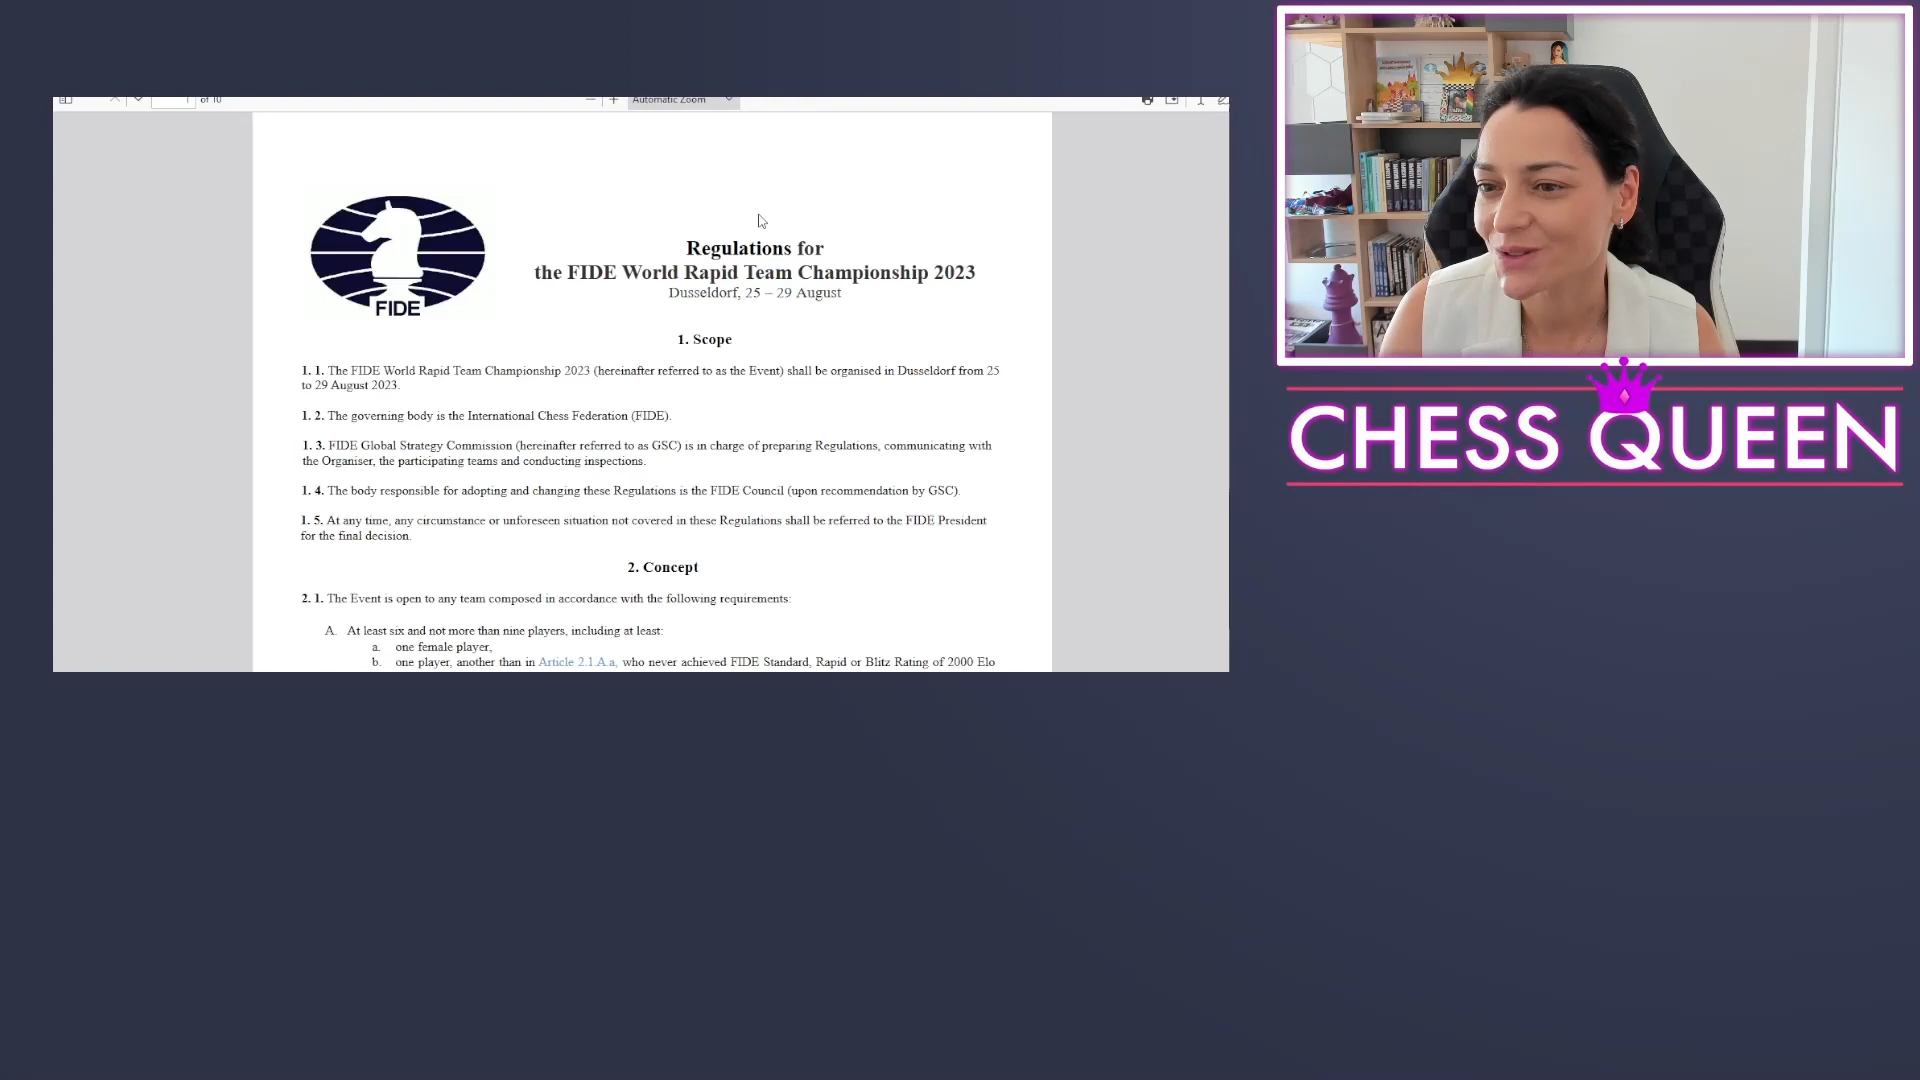 of 10
Automatic Zoom
FIDE
Regulations for
the FIDE World Rapid Team Championship 2023
Dusseldorf, 25 – 29 August
1. Scope
1. 1. The FIDE World Rapid Team Championship 2023 (hereinafter referred to as the Event) shall be organised in Dusseldorf from 25
to 29 August 2023.
1. 2. The governing body is the International Chess Federation (FIDE).
1. 3. FIDE Global Strategy Commission (hereinafter referred to as GSC) is in charge of preparing Regulations, communicating with
the Organiser, the participating teams and conducting inspections.
1. 4. The body responsible for adopting and changing these Regulations is the FIDE Council (upon recommendation by GSC).
1. 5. At any time, any circumstance or unforeseen situation not covered in these Regulations shall be referred to the FIDE President
for the final decision.
2. Concept
2. 1. The Event is open to any team composed in accordance with the following requirements:
A. At least six and not more than nine players, including at least:
a. one female player,
b. one player, another than in Article 2.1.A.a, who never achieved FIDE Standard, Rapid or Blitz Rating of 2000 Elo
CHESS QUEEN